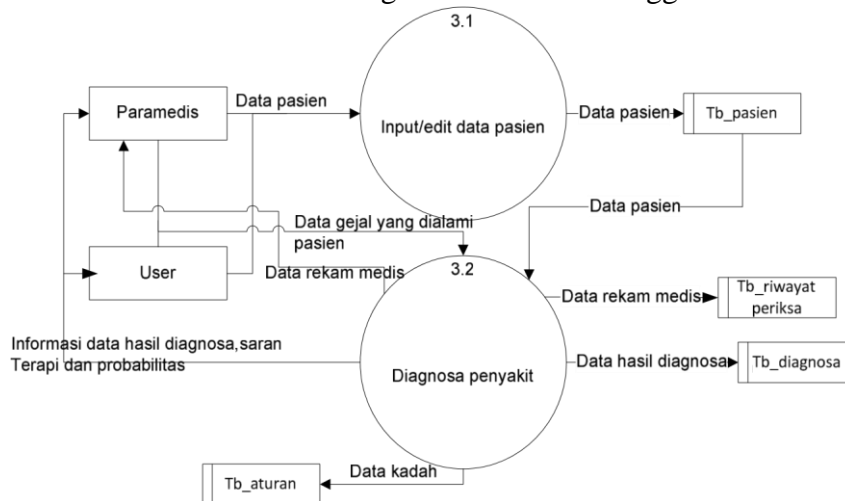 3.1
Paramedis
Data pasien
Input/edit data pasien
Data pasien
Tb_pasien
Data pasien
Data gejal yang dialami
pasien
User
Data rekam medis
3.2
Data rekam medis
Tb_riwayat
periksa
Informasi data hasil diagnosa,saran
Terapi dan probabilitas
Diagnosa penyakit
Data hasil diagnosa
Tb_diagnosa
Data kadah
Tb_aturan